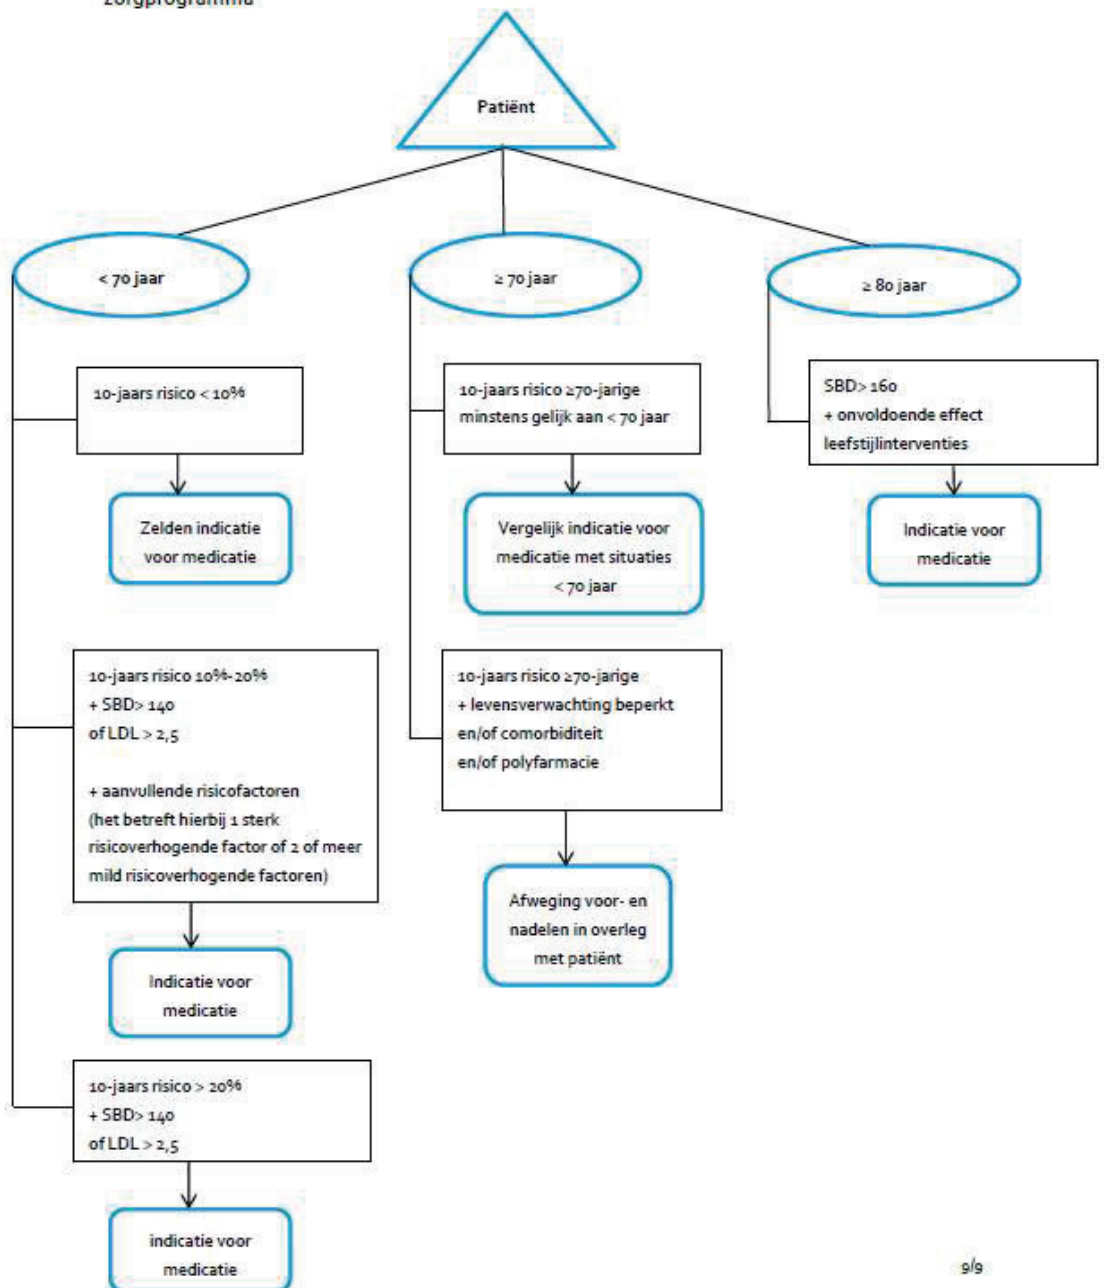 zorgprogramma
Patiënt
< 70 jaar
≥ 70 jaar
≥ 80 jaar
10-jaars risico < 10%
Zelden indicatie
voor medicatie
10-jaars risico 10%-20%
+ SBD> 140
of LDL > 2,5
+ aanvullende risicofactoren
(het betreft hierbij 1 sterk
risicoverhogende factor of 2 of meer
mild risicoverhogende factoren)
Indicatie voor
medicatie
10-jaars risico > 20%
+ SBD> 140
of LDL > 2,5
indicatie voor
medicatie
10-jaars risico ≥70-jarige
minstens gelijk aan < 70 jaar
Vergelijk indicatie voor
medicatie met situaties
< 70 jaar
10-jaars risico ≥70-jarige
+ levensverwachting beperkt
en/of comorbiditeit
en/of polyfarmacie
Afweging voor- en
nadelen in overleg
met patiënt
SBD> 160
+ onvoldoende effect
leefstijlinterventies
Indicatie voor
medicatie
9/9